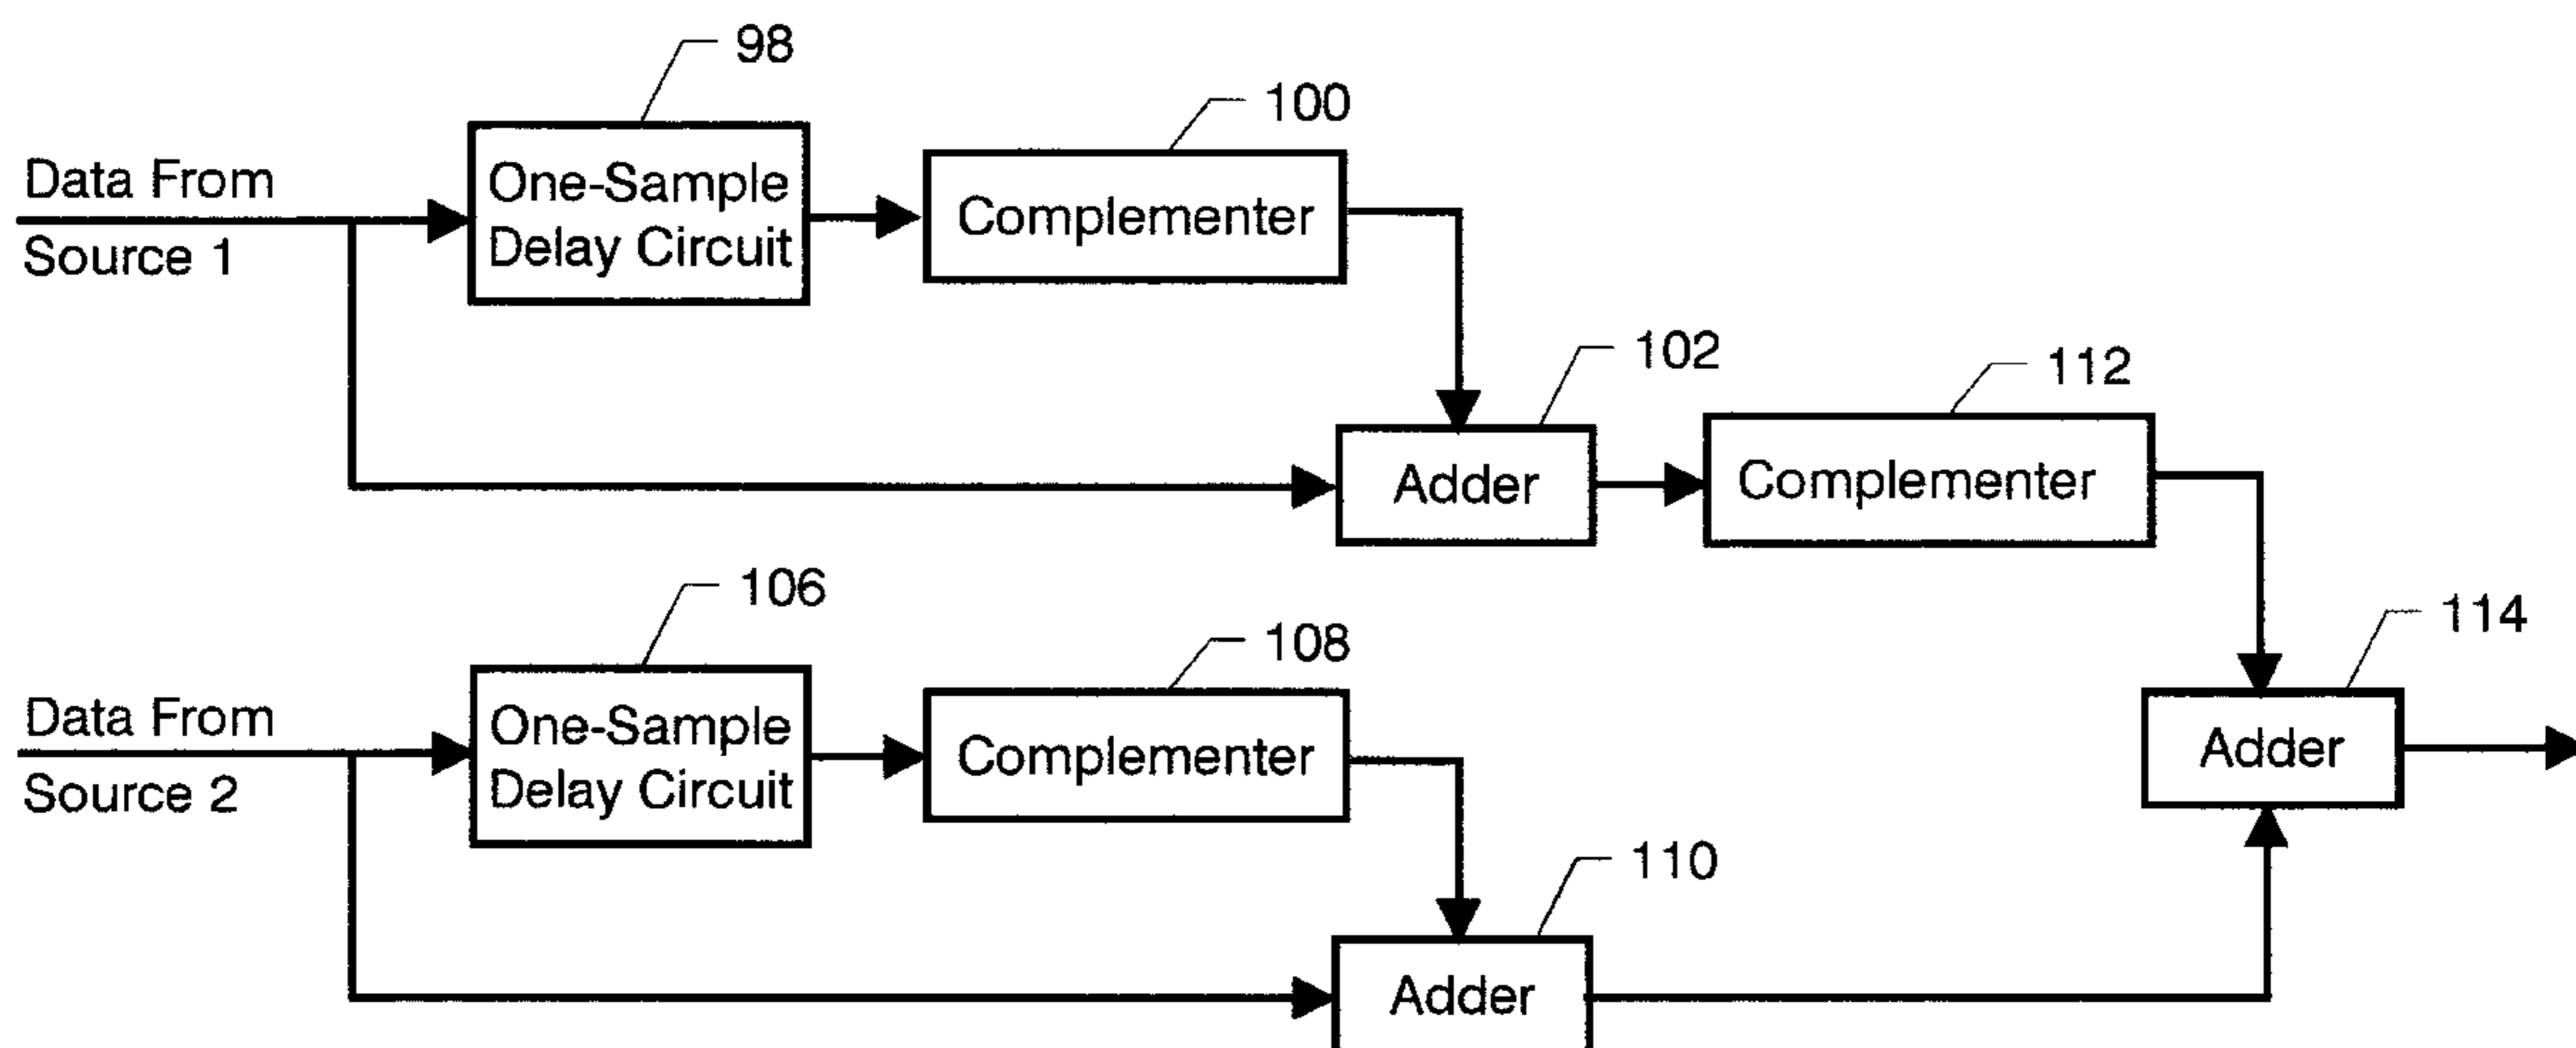 98
100
Data From
Source 1
One-Sample
Delay Circuit
Complementer
102
112
Adder
Complementer
106
108
114
Data From
Source 2
One-Sample
Delay Circuit
Complementer
Adder
110
Adder